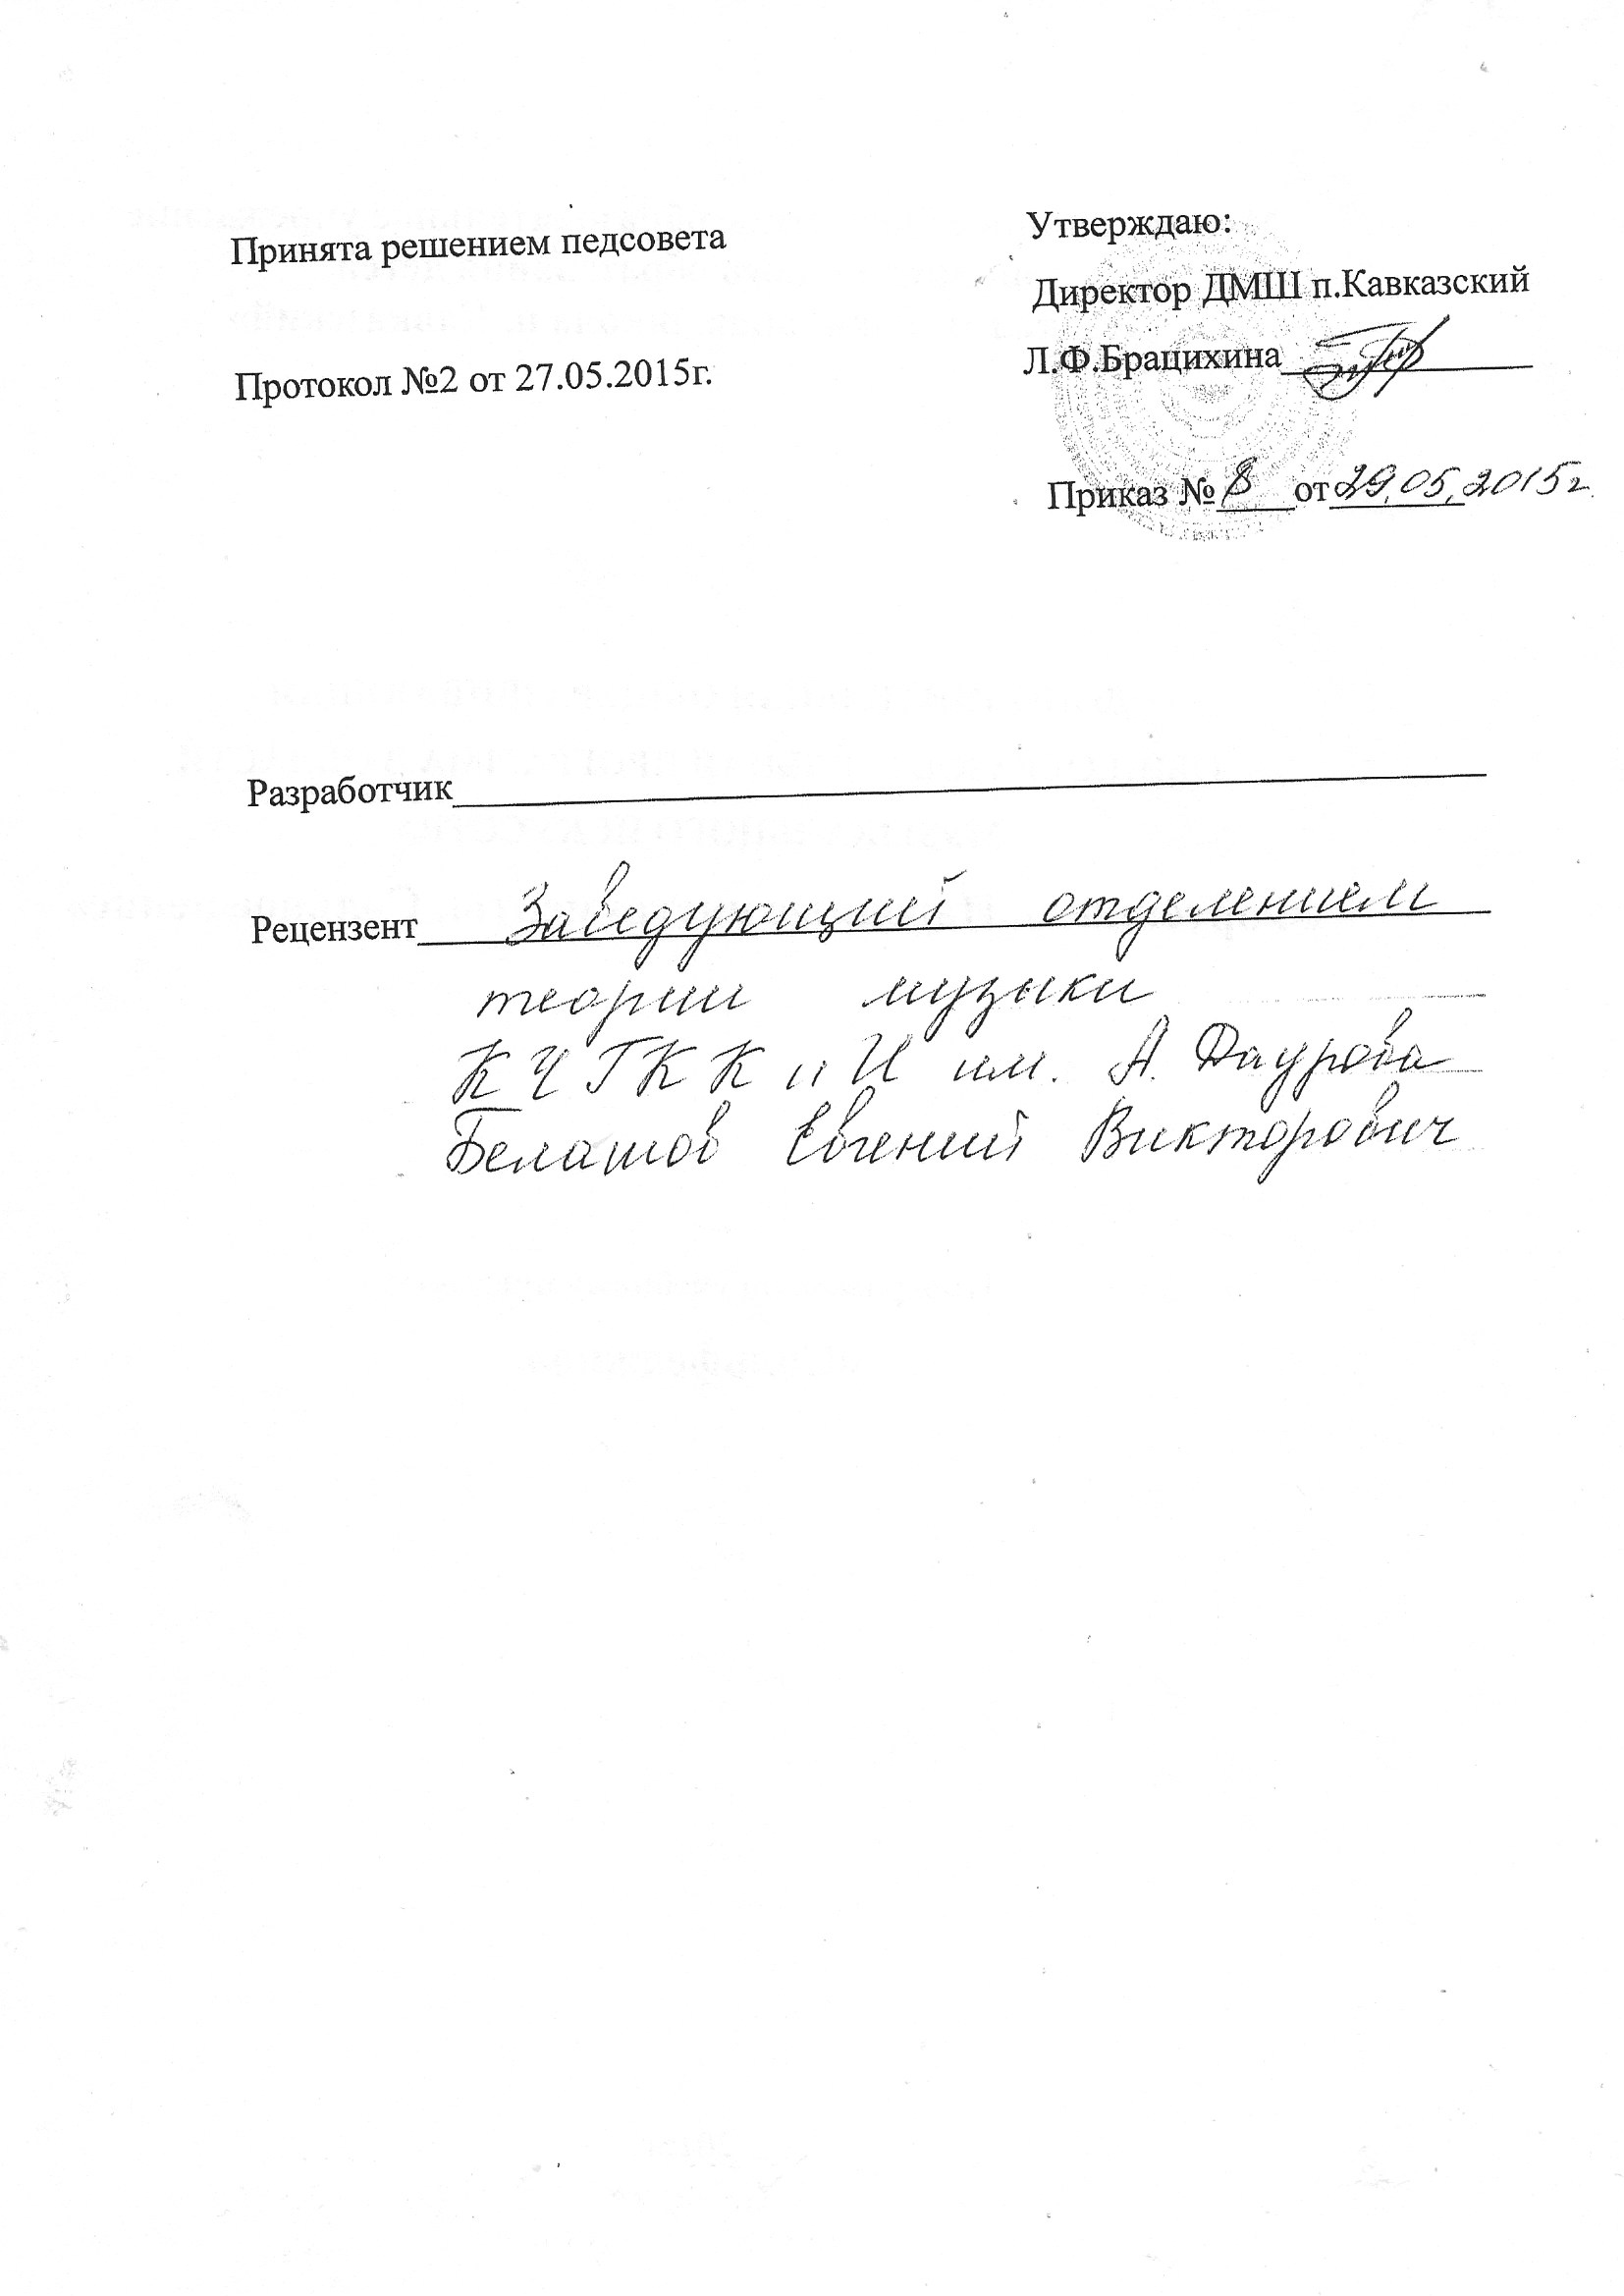 Принята решением педсовета
Протокол №2 от 27.05.2015г.
Утверждаю:
Директор ДМШ п.Кавказский
Л.Ф.Брацихина
Приказ № 8 от 29.05.2015г
Разработчик
Рецензент Заведующий отделением
теории музыки
КЧГККиИ им. А. Даурова
Белашов Евгений Викторович